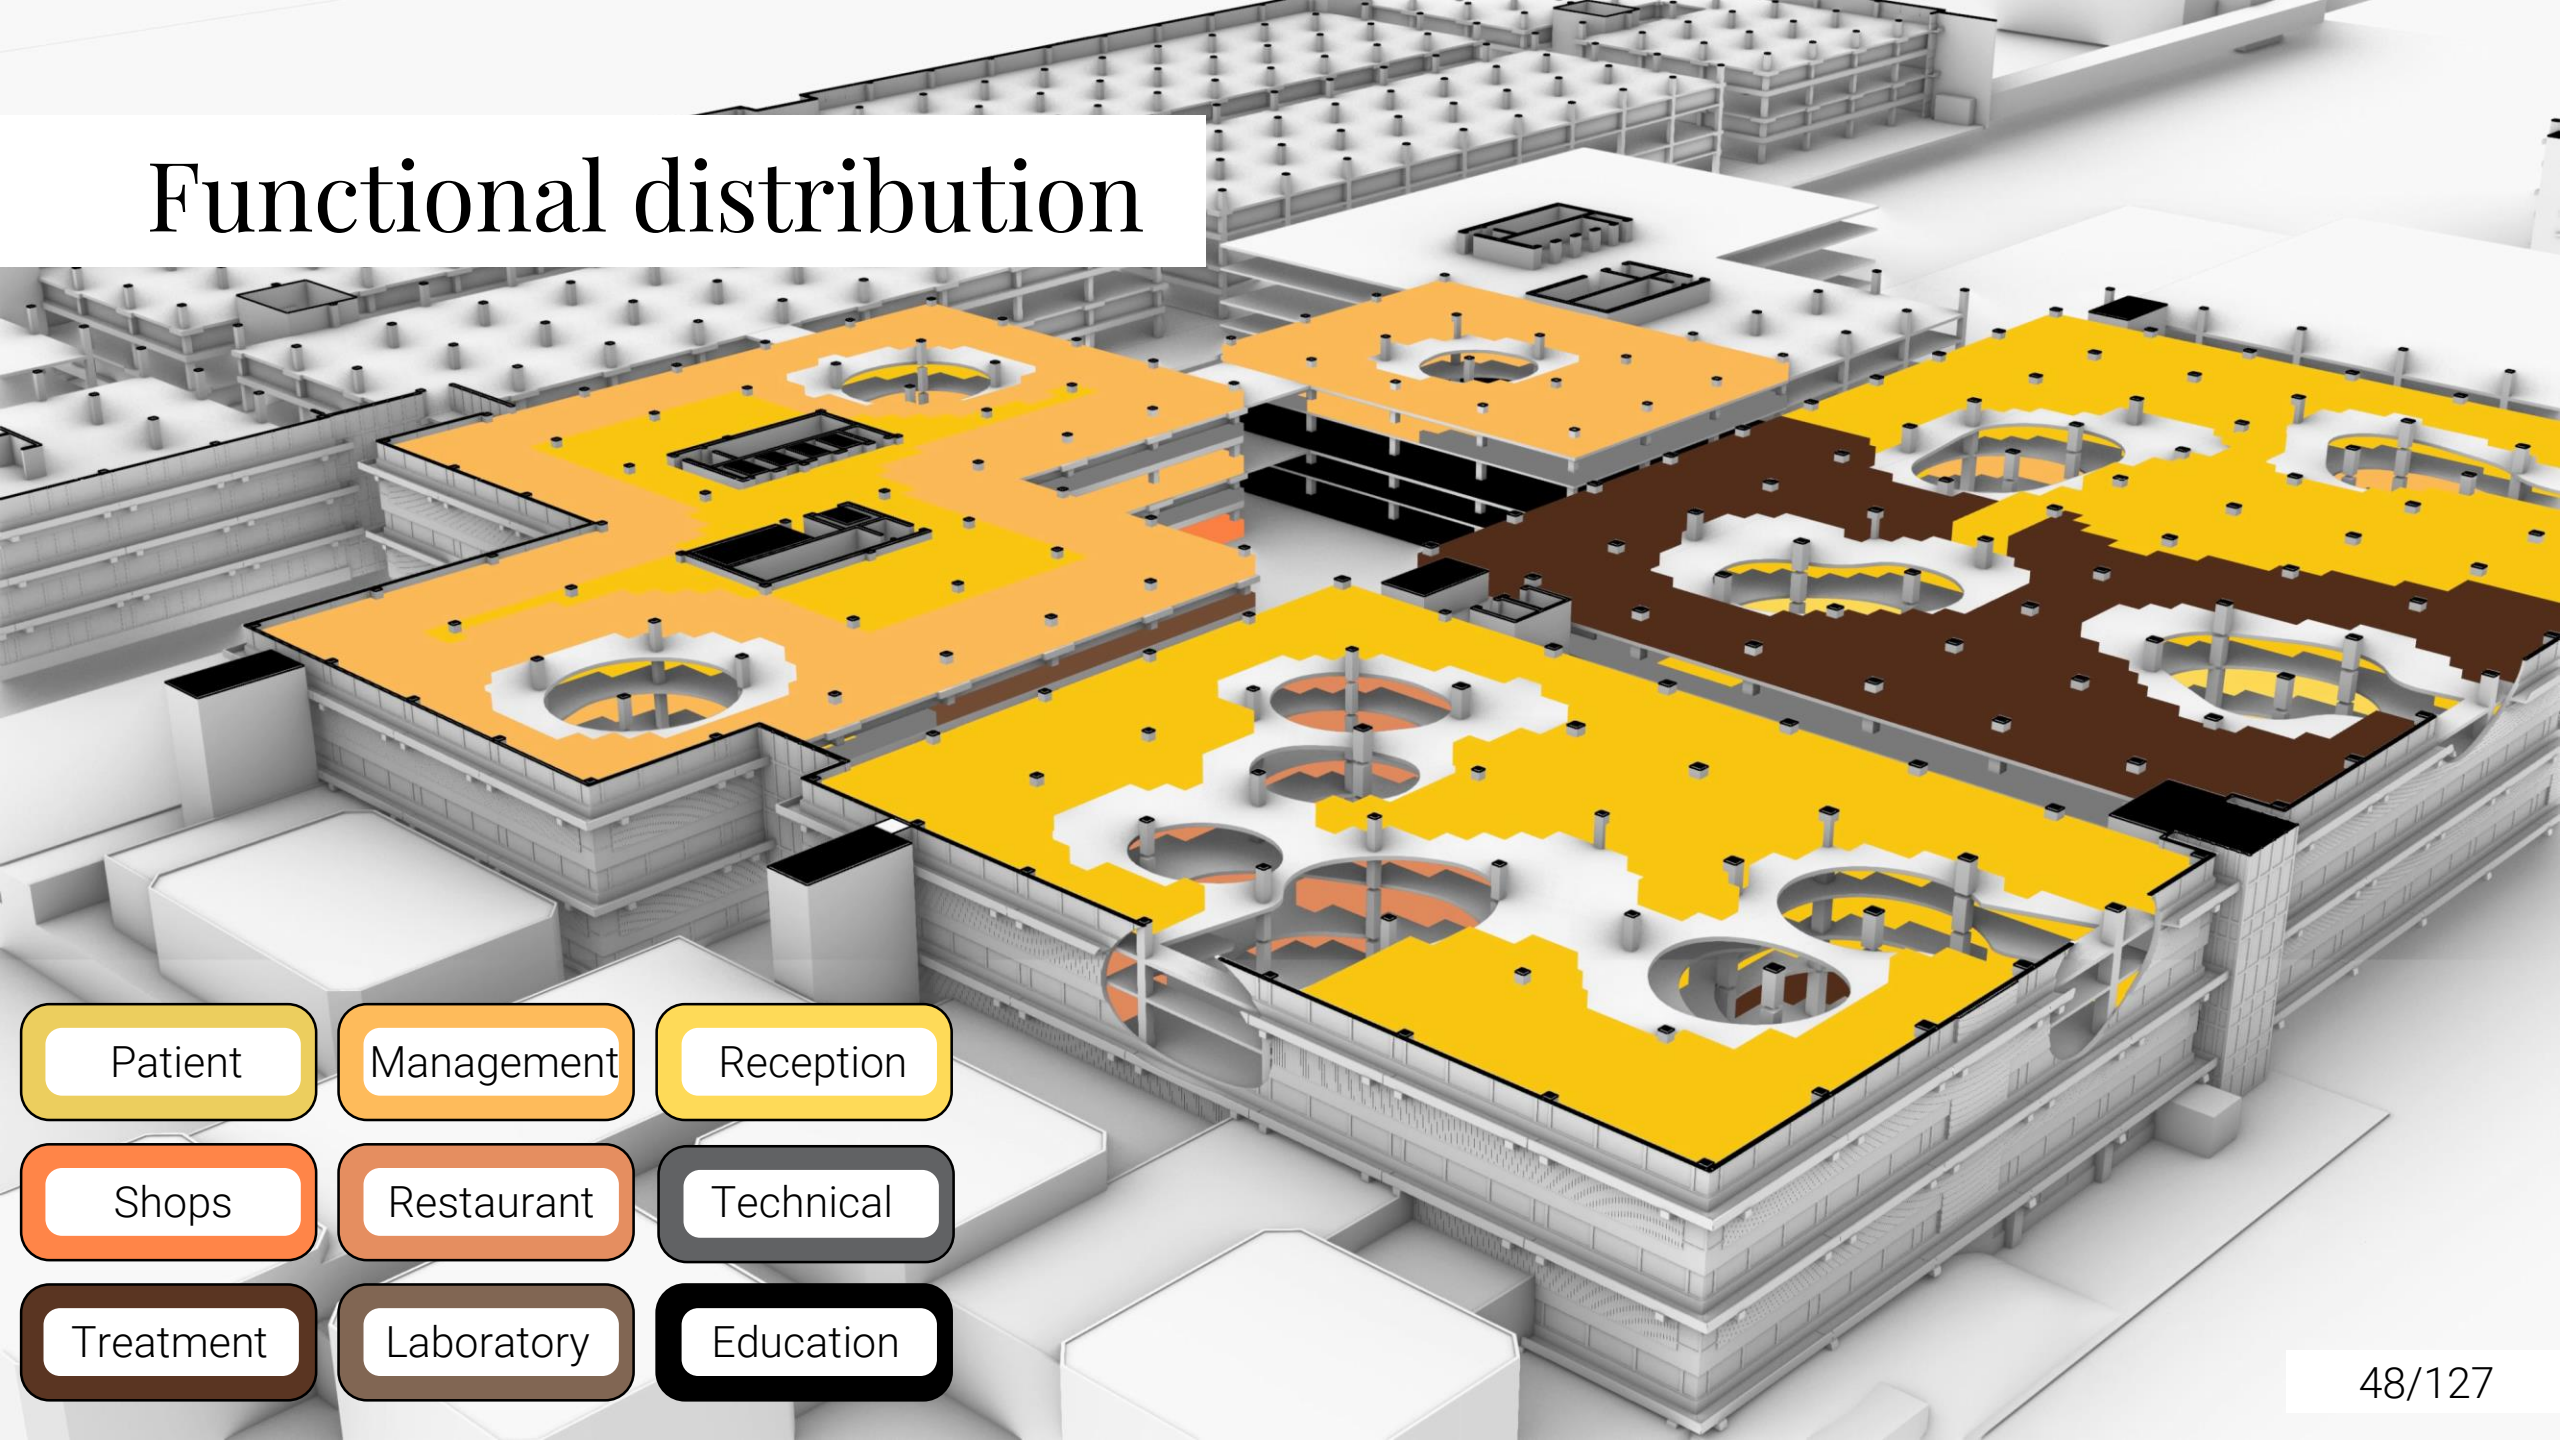 Functional distribution
Patient
Management
Reception
Shops
Restaurant
Technical
Treatment
Laboratory
Education
48/127